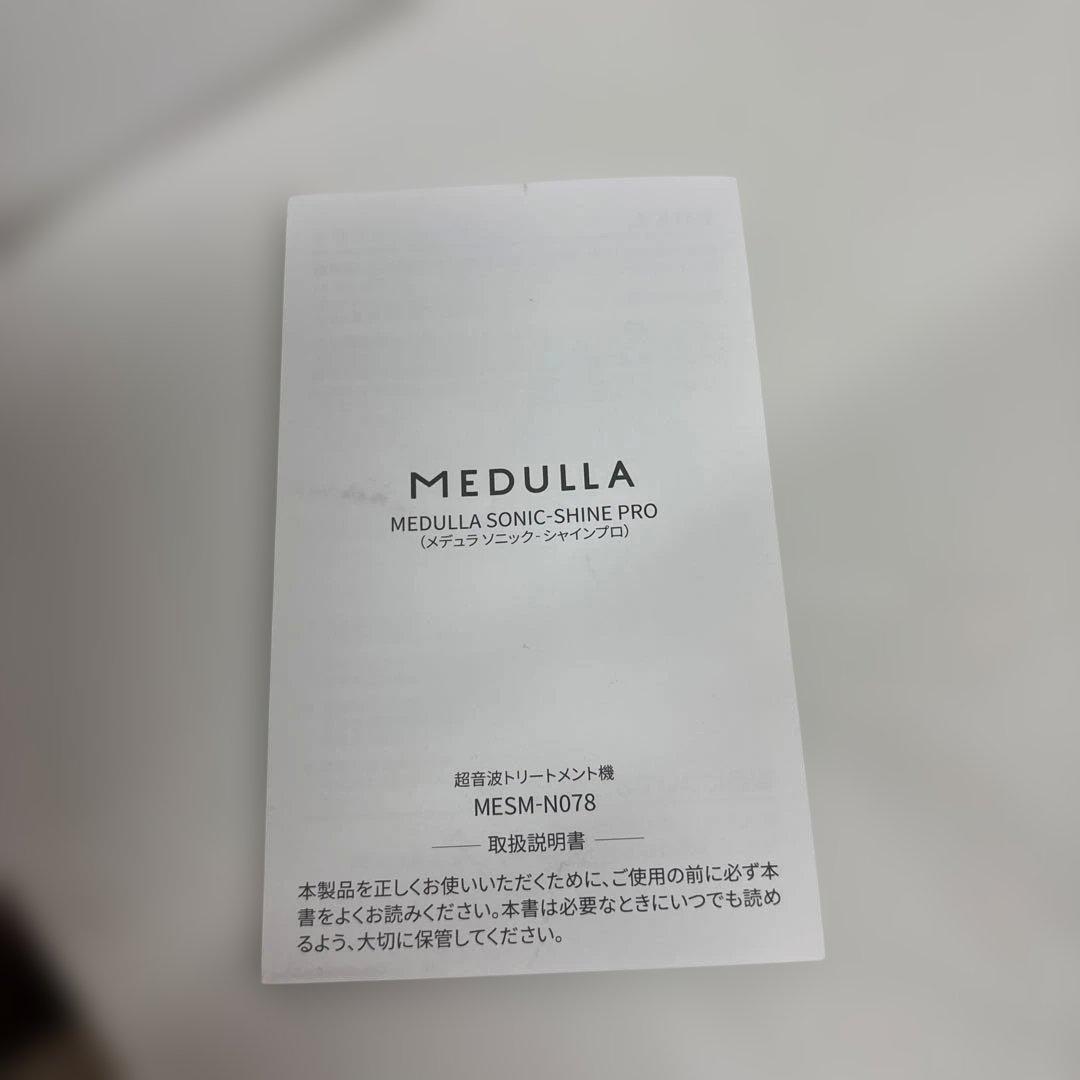 MEDULLA
MEDULLA SONIC-SHINE PRO
（メデュラ ソニック-シャインプロ）
超音波トリートメント機
MESM-N078
取扱説明書
本製品を正しくお使いいただくために、ご使用の前に必ず本
書をよくお読みください。本書は必要なときにいつでも読め
るよう、大切に保管してください。